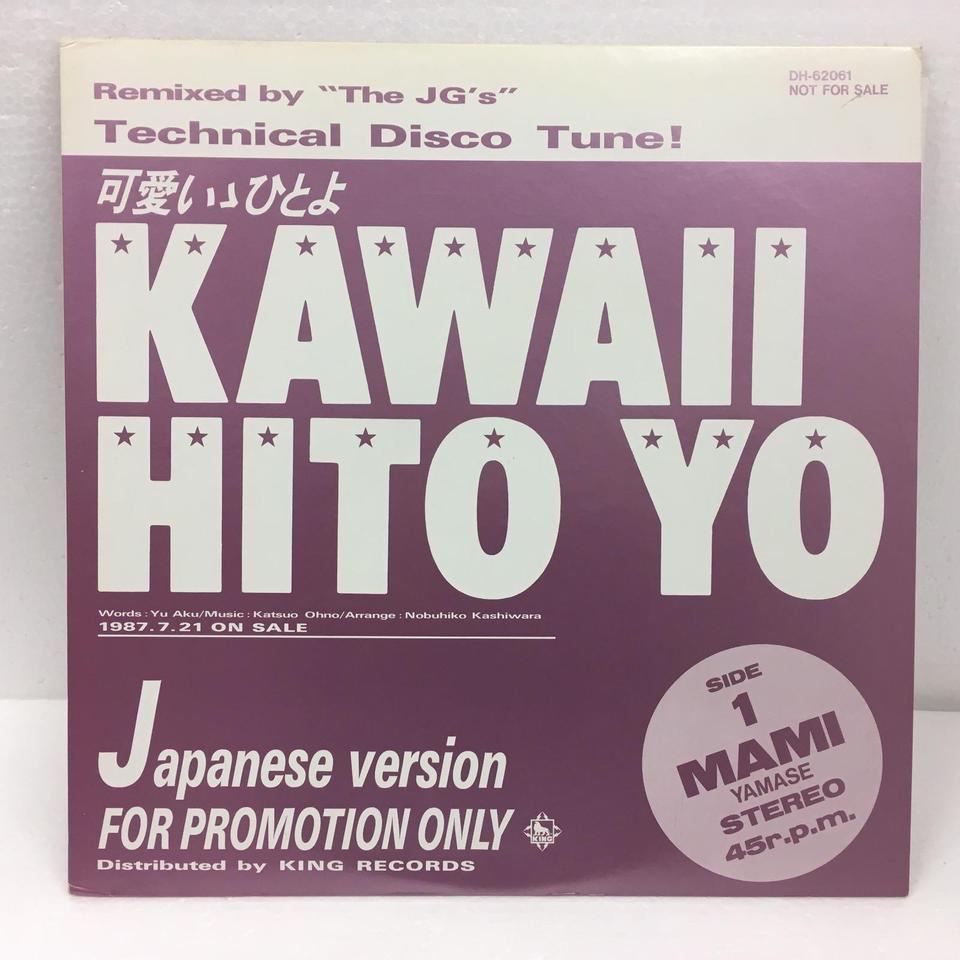 Remixed by "The JG's"
Technical Disco Tune!
DH-62061
NOT FOR SALE
可愛いいひとよ
KAWAII
HITO YO
Words : Yu Aku/Music : Katsuo Ohno/Arrange : Nobuhiko Kashiwara
1987.7.21 ON SALE
Japanese version
FOR PROMOTION ONLY
KING
Distributed by KING RECORDS
SIDE
1
MAMI
YAMASE
STEREO
45r.p.m.